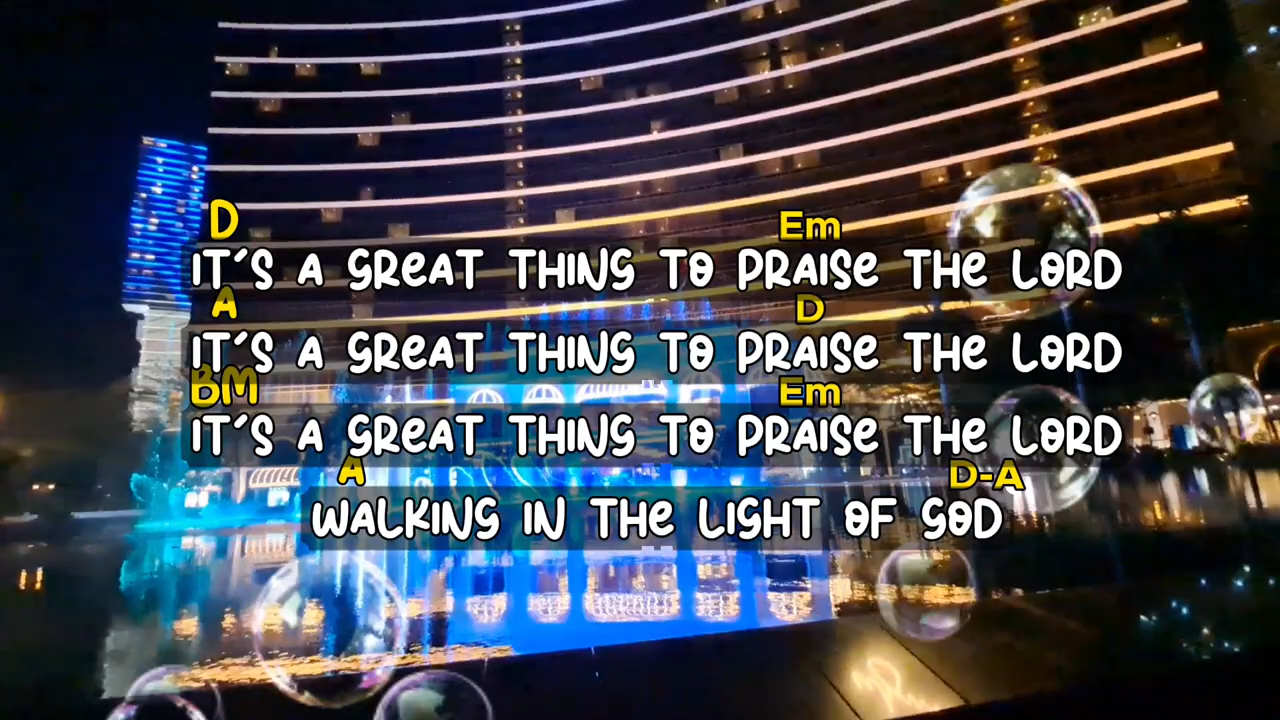 D Em
IT'S A GREAT THING TO PRAISE THE LORD
A D
IT'S A GREAT THING TO PRAISE THE LORD
BM Em
IT'S A GREAT THING TO PRAISE THE LORD
A D-A
WALKING IN THE LIGHT OF GOD